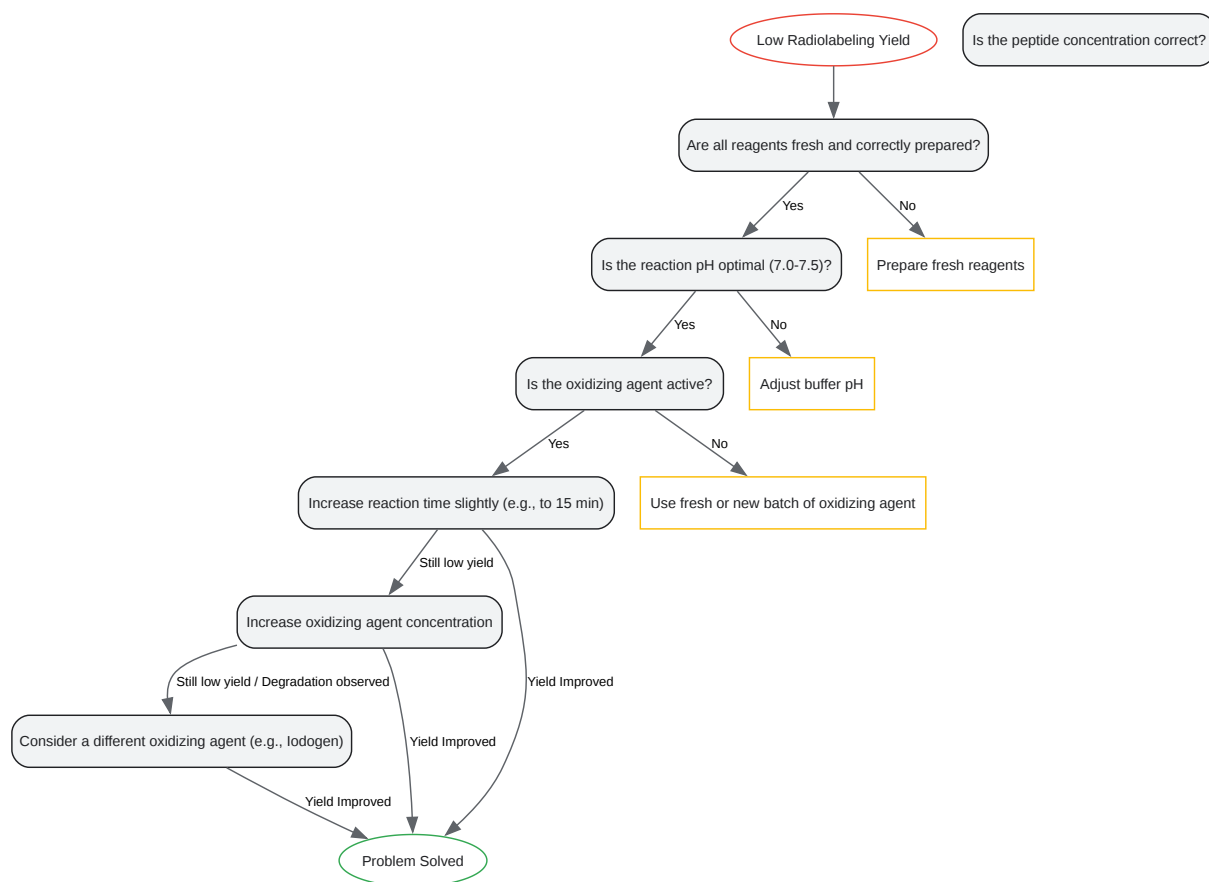 Low Radiolabeling Yield
Is the peptide concentration correct?
Are all reagents fresh and correctly prepared?
Yes
No
Is the reaction pH optimal (7.0-7.5)?
Prepare fresh reagents
Yes
No
Is the oxidizing agent active?
Adjust buffer pH
Yes
No
Increase reaction time slightly (e.g., to 15 min)
Use fresh or new batch of oxidizing agent
Still low yield
Increase oxidizing agent concentration
Still low yield / Degradation observed
Yield Improved
Consider a different oxidizing agent (e.g., Iodogen)
Yield Improved
Yield Improved
Problem Solved